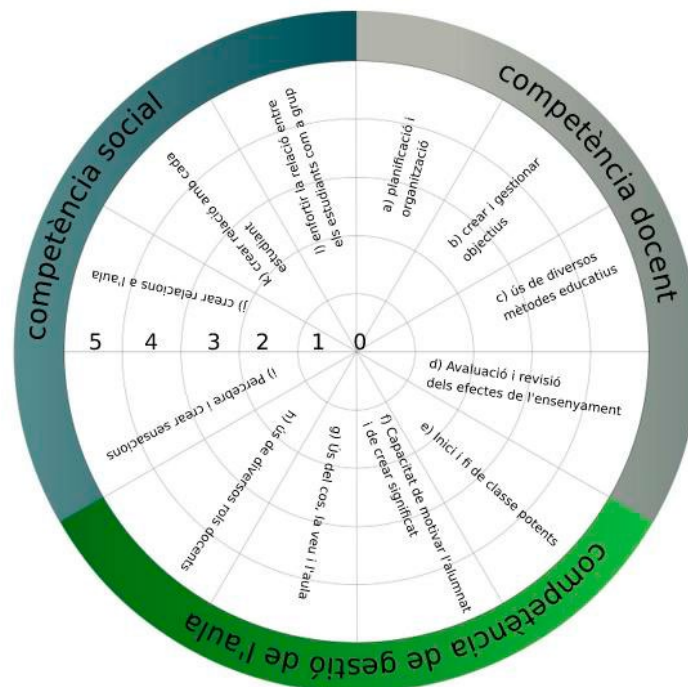 competència social
competència docent
competència de gestió de l'aula
a) planificació i
organització
b) crear i gestionar
objectius
c) ús de diversos
mètodes educatius
d) Avaluació i revisió
dels efectes de l'ensenyament
e) Inici i fi de classe potents
f) Capacitat de motivar l'alumnat
i de crear significat
g) Ús del cos, la veu i l'aula
h) ús de diversos rols docents
i) Percebre i crear sensacions
j) crear relacions a l'aula
k) crear relació amb cada
estudiant
l) enfortir la relació entre
els estudiants com a grup
5 4 3 2 1 0